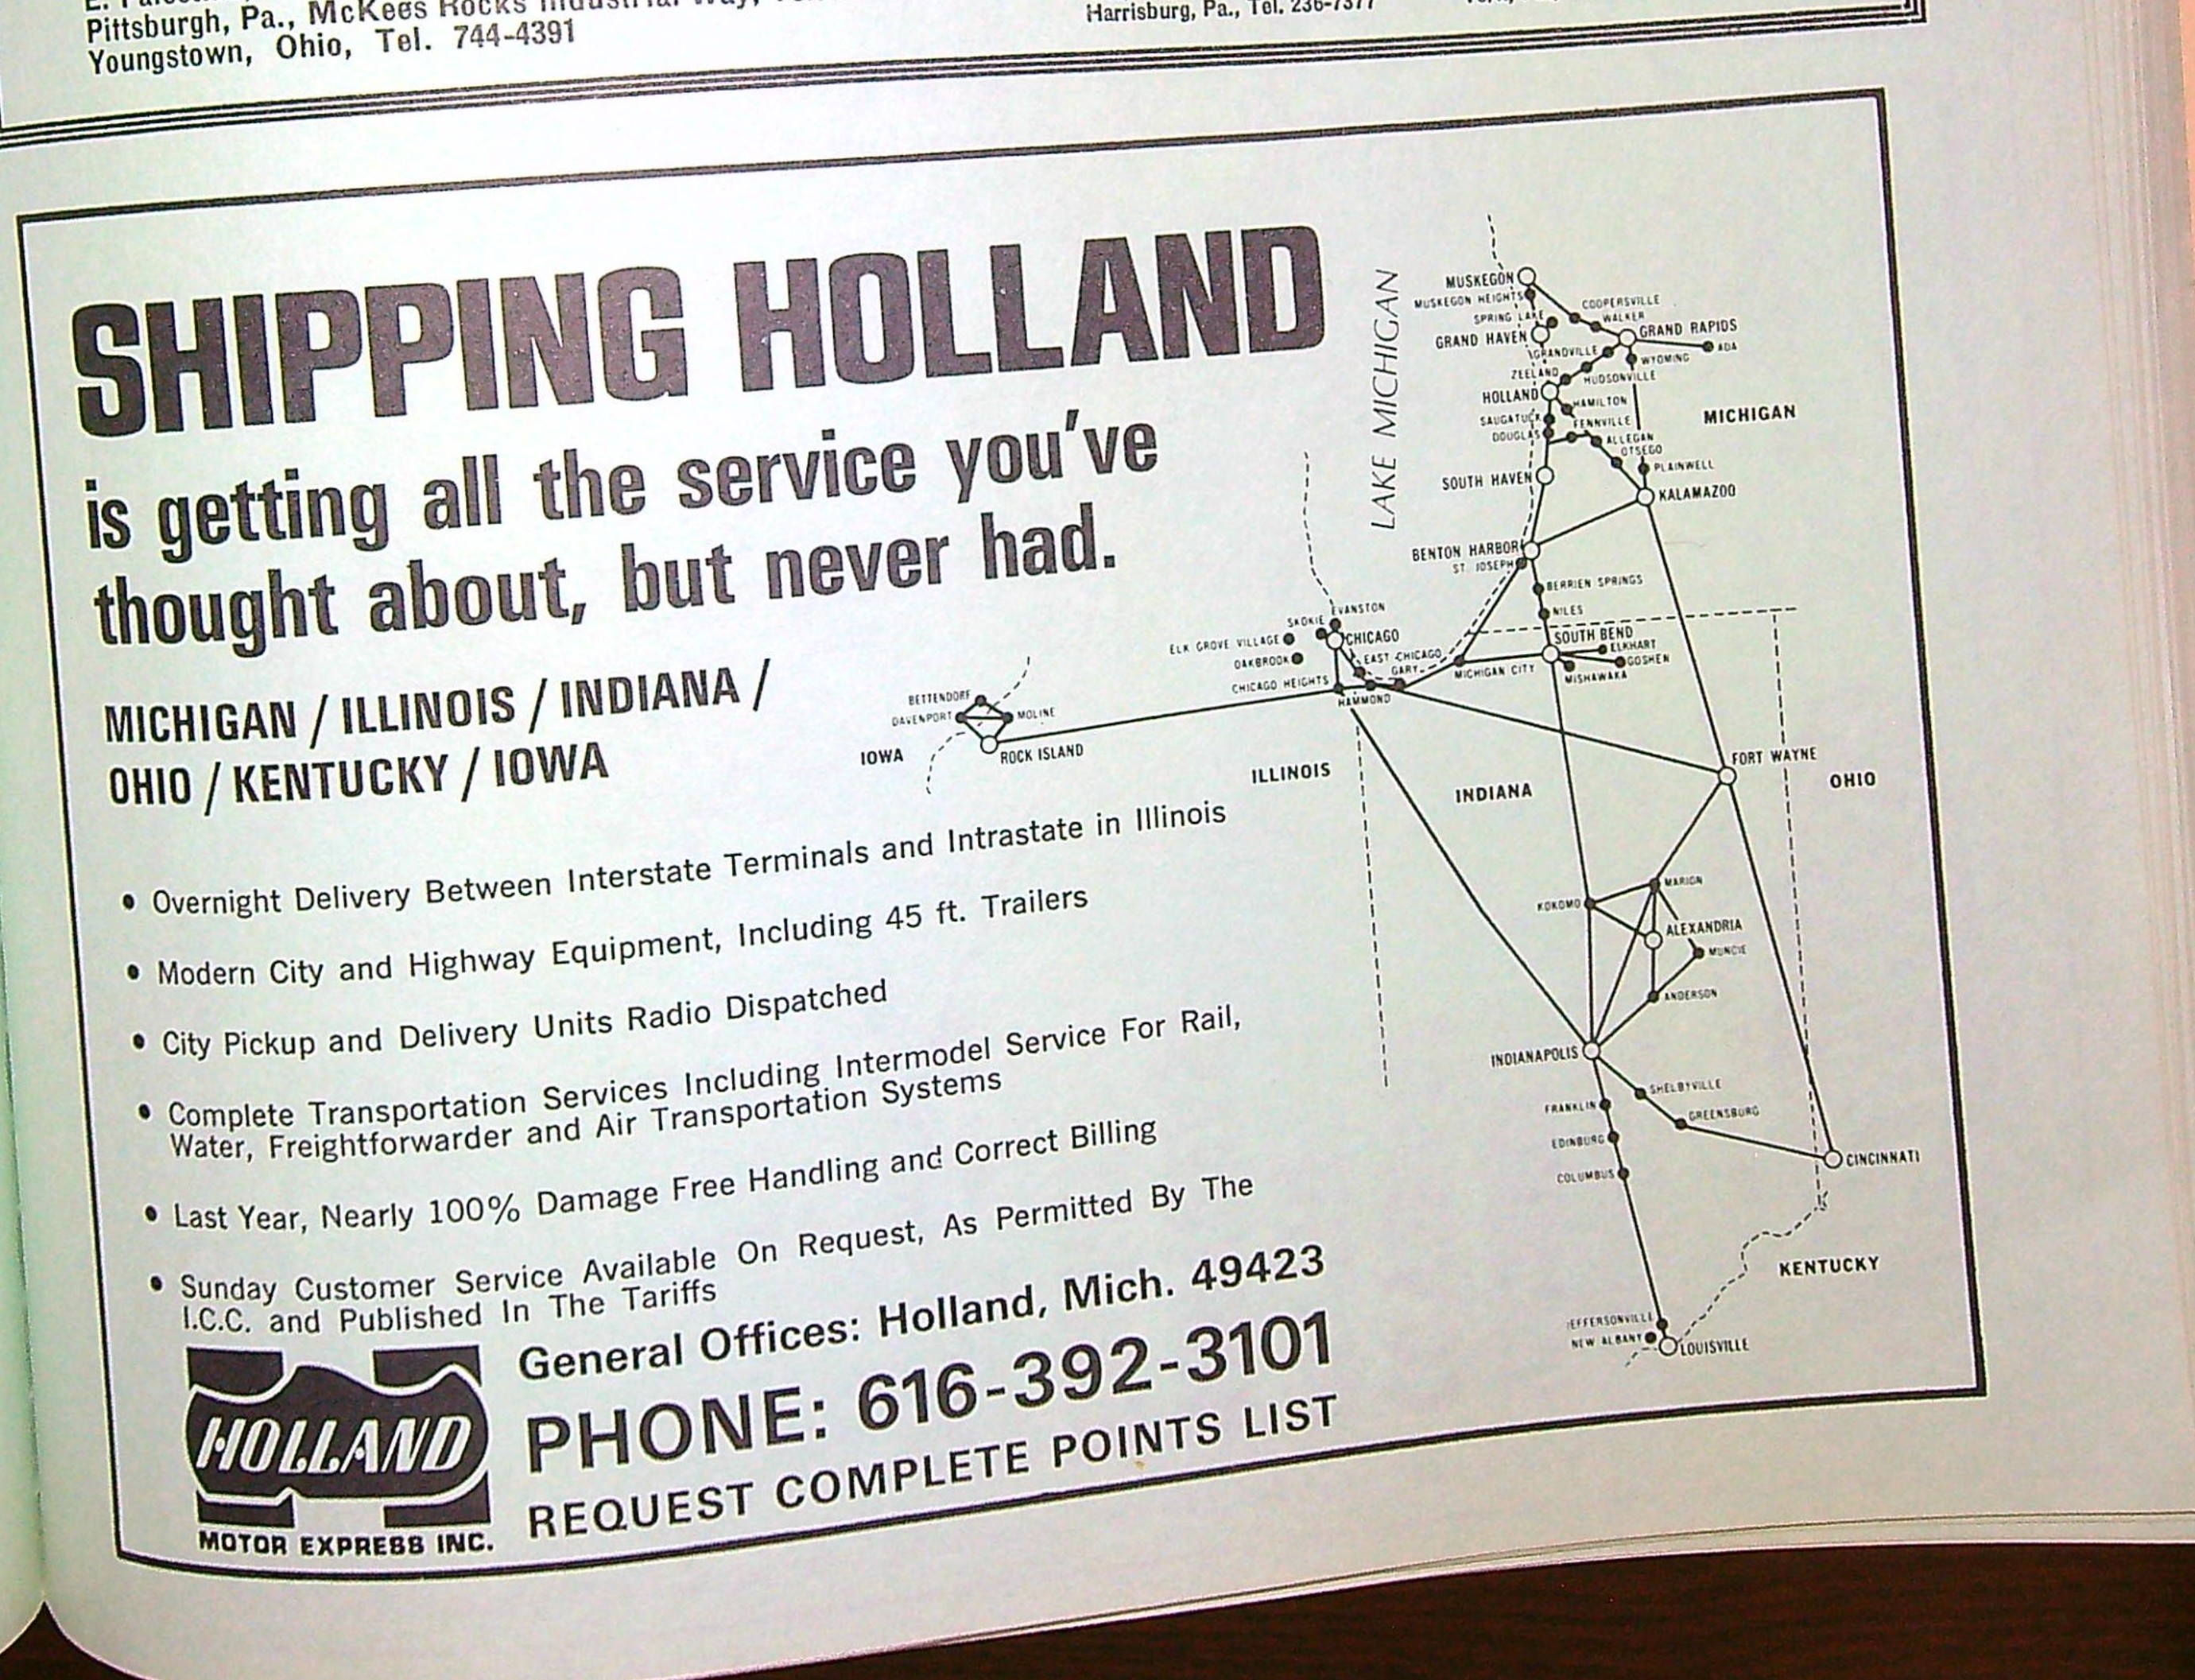 Pittsburgh, Pa., McKees Rocks Industrial Way,
Youngstown, Ohio, Tel. 744-4391
Harrisburg, Pa., Tel. 236-7377
SHIPPING HOLLAND
is getting all the service you've
thought about, but never had.
MICHIGAN / ILLINOIS / INDIANA /
OHIO / KENTUCKY / IOWA
• Overnight Delivery Between Interstate Terminals and Intrastate in Illinois
• Modern City and Highway Equipment, Including 45 ft. Trailers
• City Pickup and Delivery Units Radio Dispatched
• Complete Transportation Services Including Intermodel Service For Rail,
Water, Freightforwarder and Air Transportation Systems
• Last Year, Nearly 100% Damage Free Handling and Correct Billing
• Sunday Customer Service Available On Request, As Permitted By The
I.C.C. and Published In The Tariffs
HOLLAND
MOTOR EXPRESS INC.
General Offices: Holland, Mich. 49423
PHONE: 616-392-3101
REQUEST COMPLETE POINTS LIST
LAKE MICHIGAN
MUSKEGON
MUSKEGON HEIGHTS
COOPERSVILLE
SPRING LAKE
WALKER
GRAND HAVEN
GRAND RAPIDS
GRANDVILLE
WYOMING
ADA
ZEELAND
HUDSONVILLE
HOLLAND
HAMILTON
SAUGATUCK
FENNVILLE
MICHIGAN
DOUGLAS
ALLEGAN
OTSEGO
PLAINWELL
SOUTH HAVEN
KALAMAZOO
BENTON HARBOR
ST. JOSEPH
BERRIEN SPRINGS
NILES
EVANSTON
SKOKIE
ELK GROVE VILLAGE
CHICAGO
SOUTH BEND
ELKHART
OAKBROOK
EAST CHICAGO
GOSHEN
GARY
MICHIGAN CITY
MISHAWAKA
CHICAGO HEIGHTS
HAMMOND
BETTENDORF
DAVENPORT
MOLINE
IOWA
ROCK ISLAND
ILLINOIS
INDIANA
FORT WAYNE
OHIO
MARION
KOKOMO
ALEXANDRIA
MUNCIE
ANDERSON
INDIANAPOLIS
SHELBYVILLE
FRANKLIN
GREENSBURG
EDINBURG
CINCINNATI
COLUMBUS
KENTUCKY
JEFFERSONVILLE
NEW ALBANY
LOUISVILLE